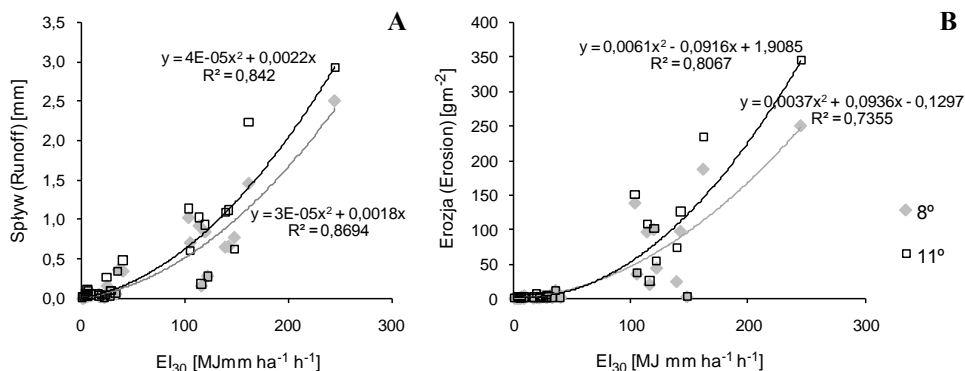 A
3,5
3,0
2,5
2,0
1,5
1,0
0,5
0,0
Spływ (Runoff) [mm]
y = 4E-05x² + 0,0022x
R² = 0,842
y = 3E-05x² + 0,0018x
R² = 0,8694
0 100 200 300
EI₃₀ [MJmm ha⁻¹ h⁻¹]
B
400
350
300
250
200
150
100
50
0
Erozja (Erosion) [gm⁻²]
y = 0,0061x² - 0,0916x + 1,9085
R² = 0,8067
y = 0,0037x² + 0,0936x - 0,1297
R² = 0,7355
0 100 200 300
EI₃₀ [MJ mm ha⁻¹ h⁻¹]
8º
11º